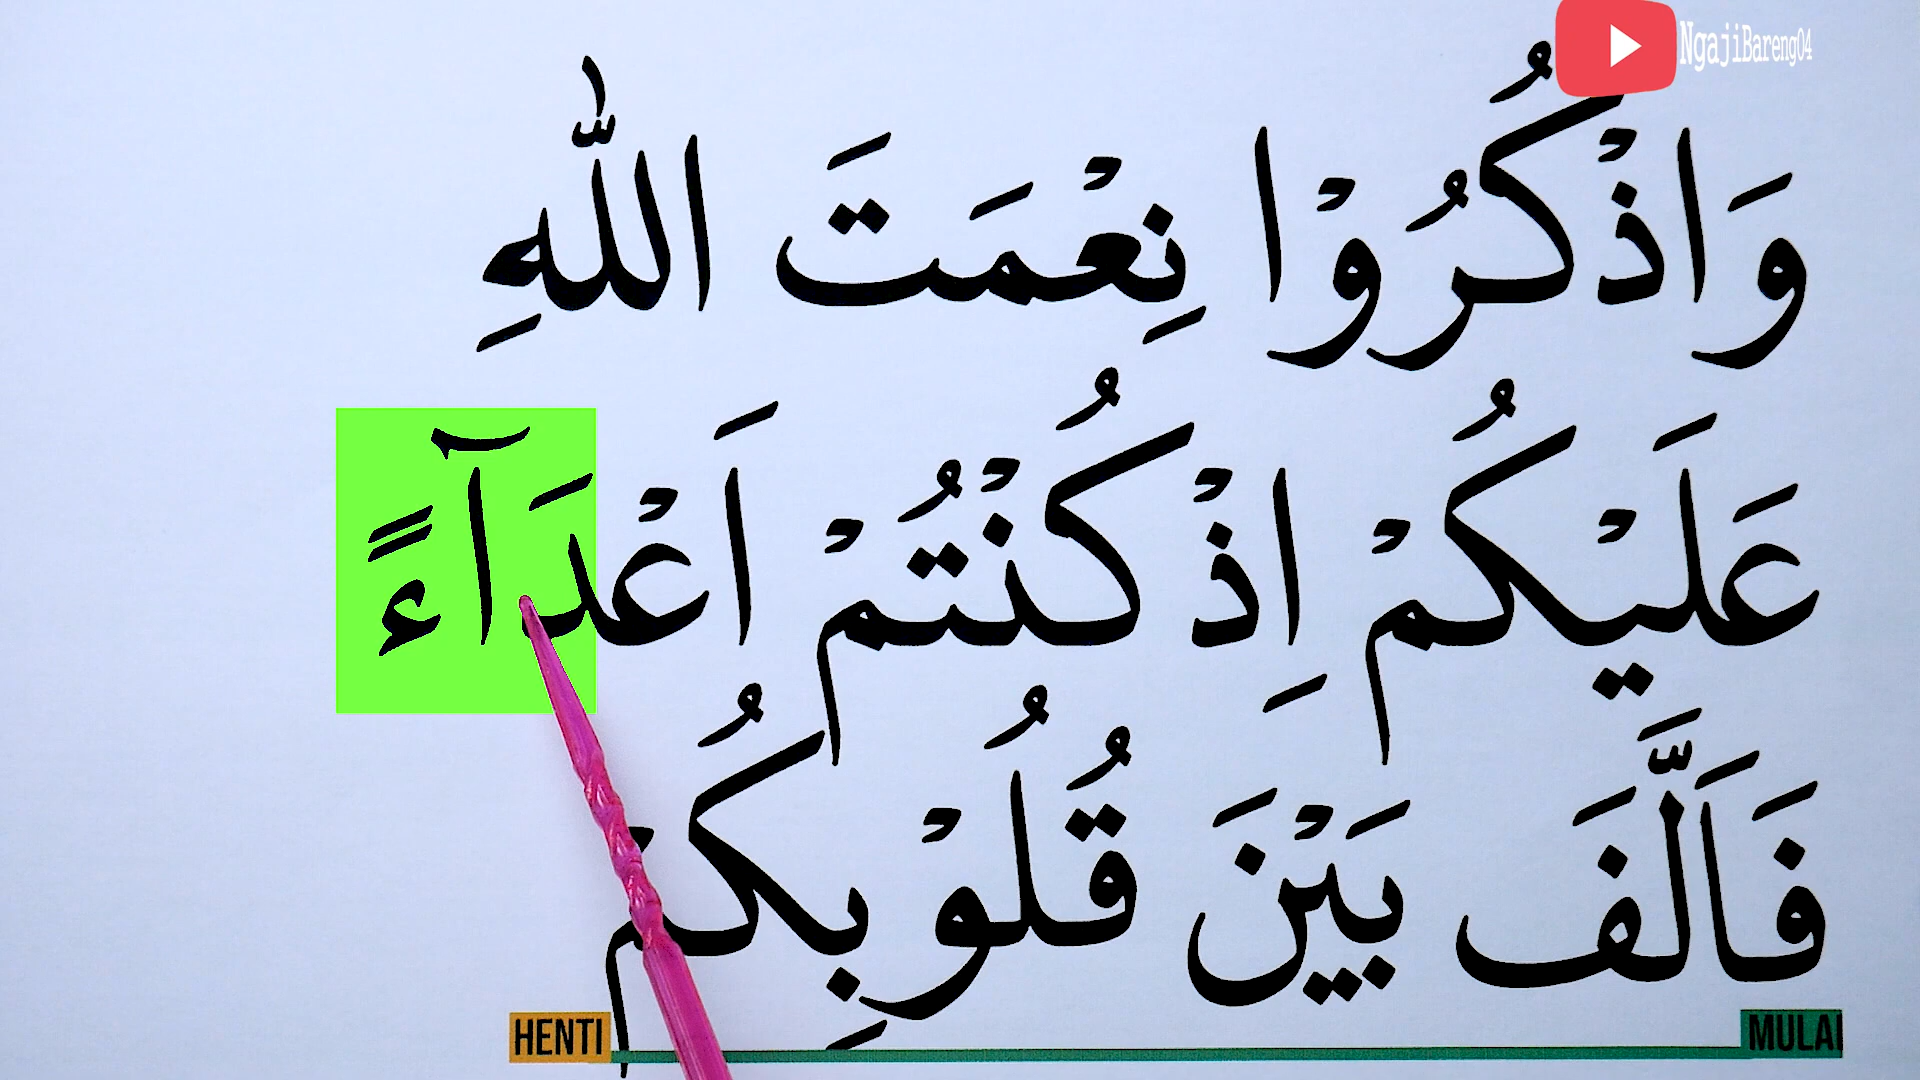 NgajiBareng04
وَاذْكُرُوْا نِعْمَتَ اللّٰهِ
عَلَيْكُمْ اِذْ كُنْتُمْ اَعْدَآءً
فَاَلَّفَ بَيْنَ قُلُوْبِكُمْ
HENTI MULAI